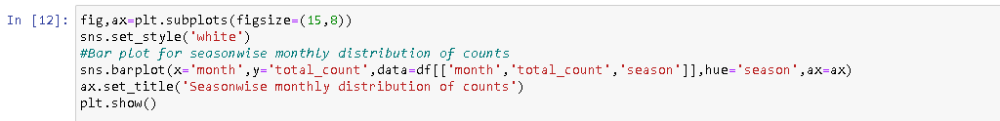 In [12]: fig,ax=plt.subplots(figsize=(15,8))
sns.set_style('white')
#Bar plot for seasonwise monthly distribution of counts
sns.barplot(x='month',y='total_count',data=df[['month','total_count','season']],hue='season',ax=ax)
ax.set_title('Seasonwise monthly distribution of counts')
plt.show()